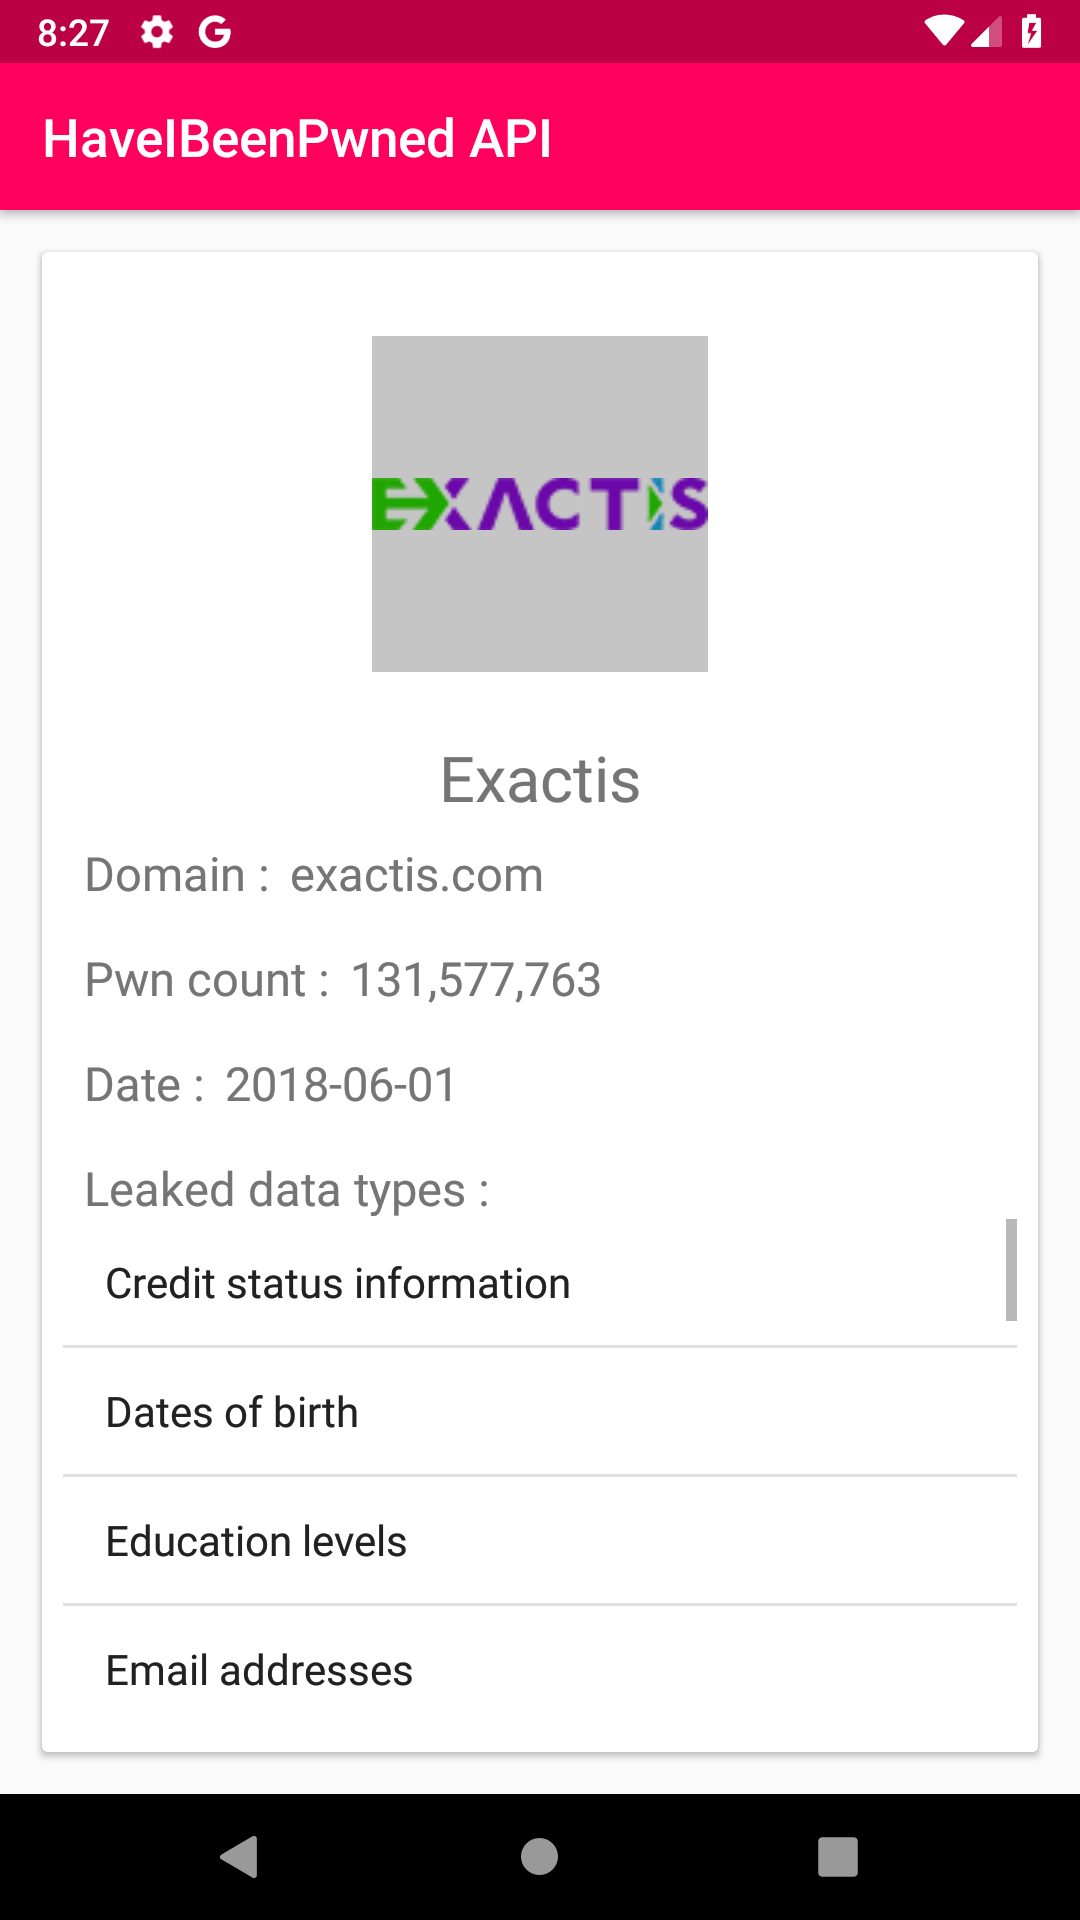 8:27
HaveIBeenPwned API
EXACTIS
Exactis
Domain : exactis.com
Pwn count : 131,577,763
Date : 2018-06-01
Leaked data types :
Credit status information
Dates of birth
Education levels
Email addresses